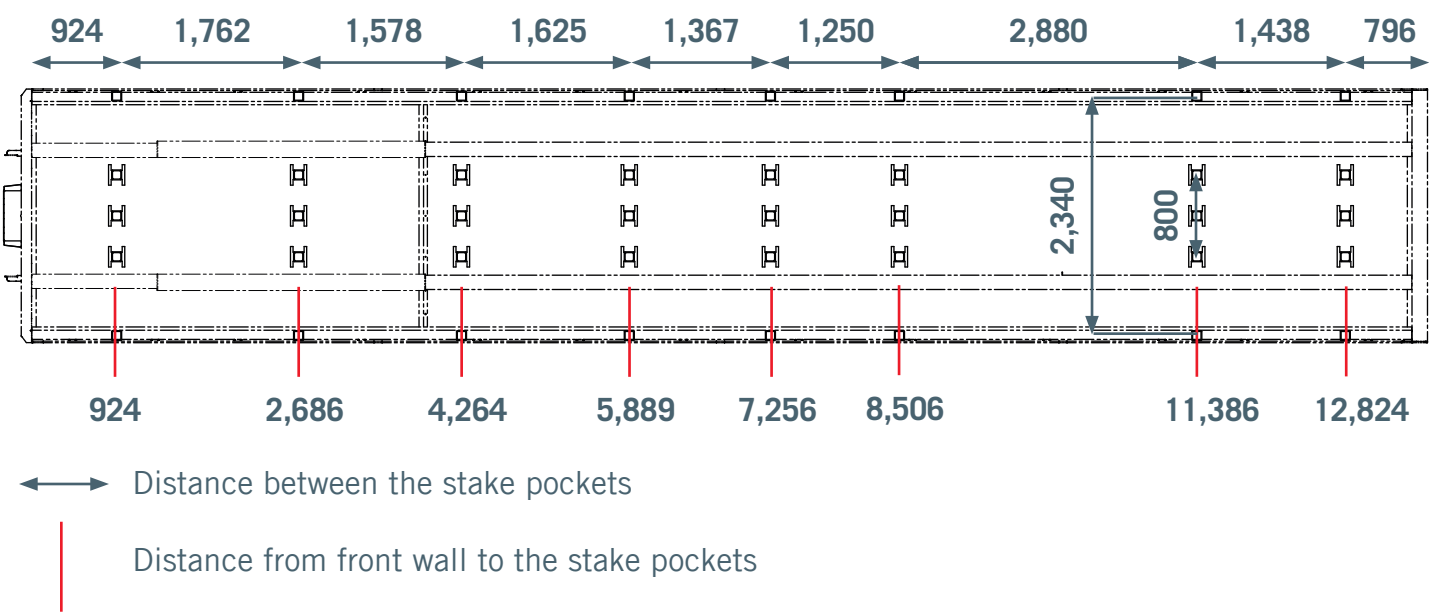 924 1,762 1,578 1,625 1,367 1,250 2,880 1,438 796
2,340
800
924 2,686 4,264 5,889 7,256 8,506 11,386 12,824
Distance between the stake pockets
Distance from front wall to the stake pockets